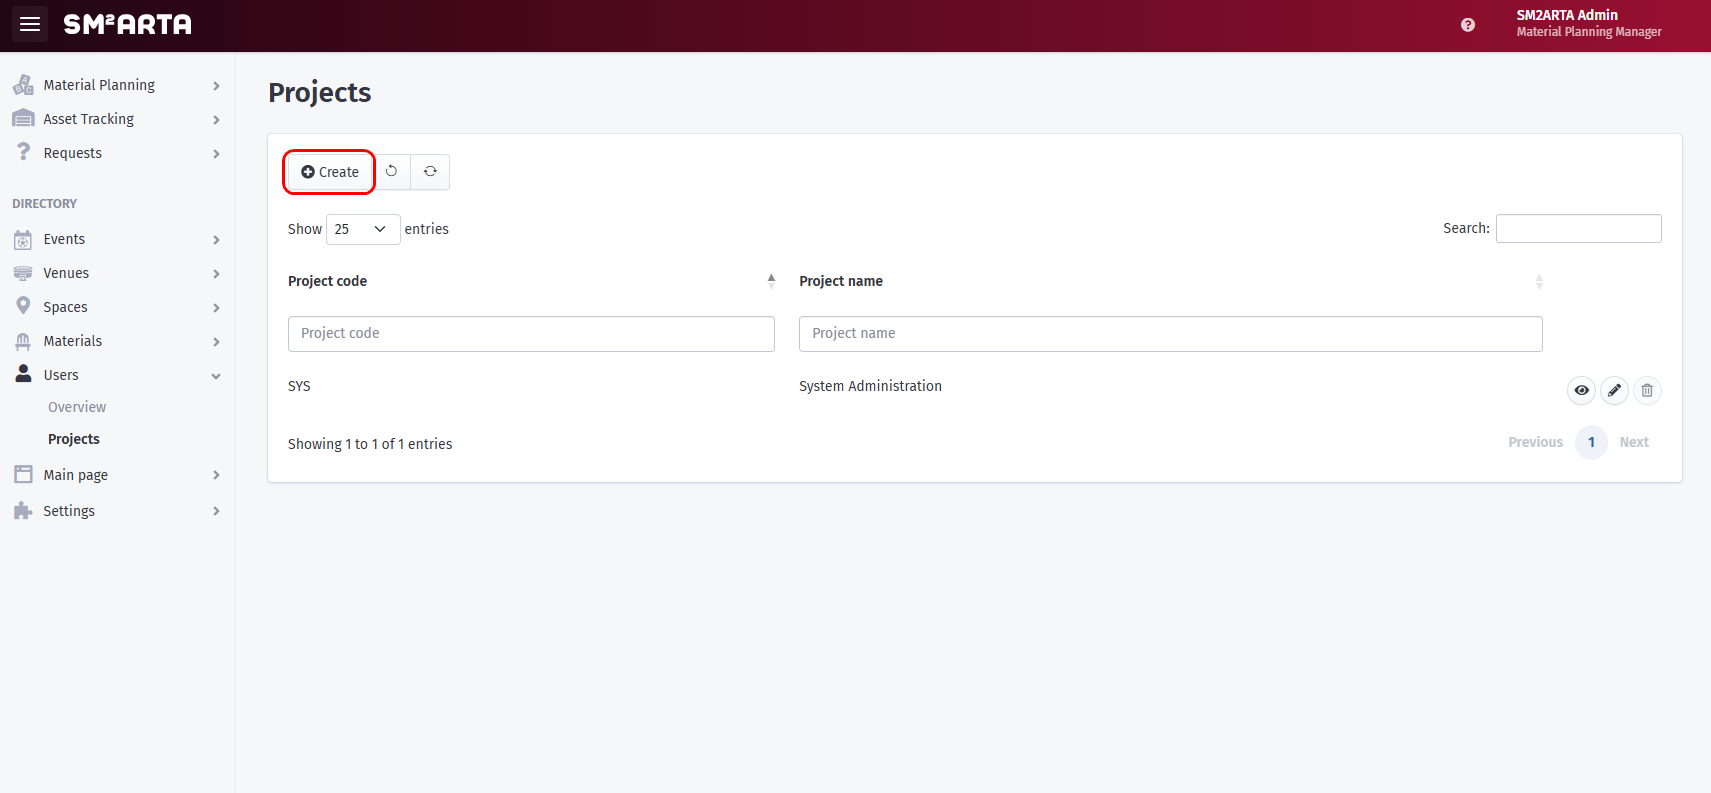 SM²ARTA
SM2ARTA Admin
Material Planning Manager
Material Planning
Asset Tracking
Requests
DIRECTORY
Events
Venues
Spaces
Materials
Users
Overview
Projects
Main page
Settings
Projects
Create
Show 25 entries
Search:
Project code Project name
Project code Project name
SYS System Administration
Showing 1 to 1 of 1 entries
Previous 1 Next